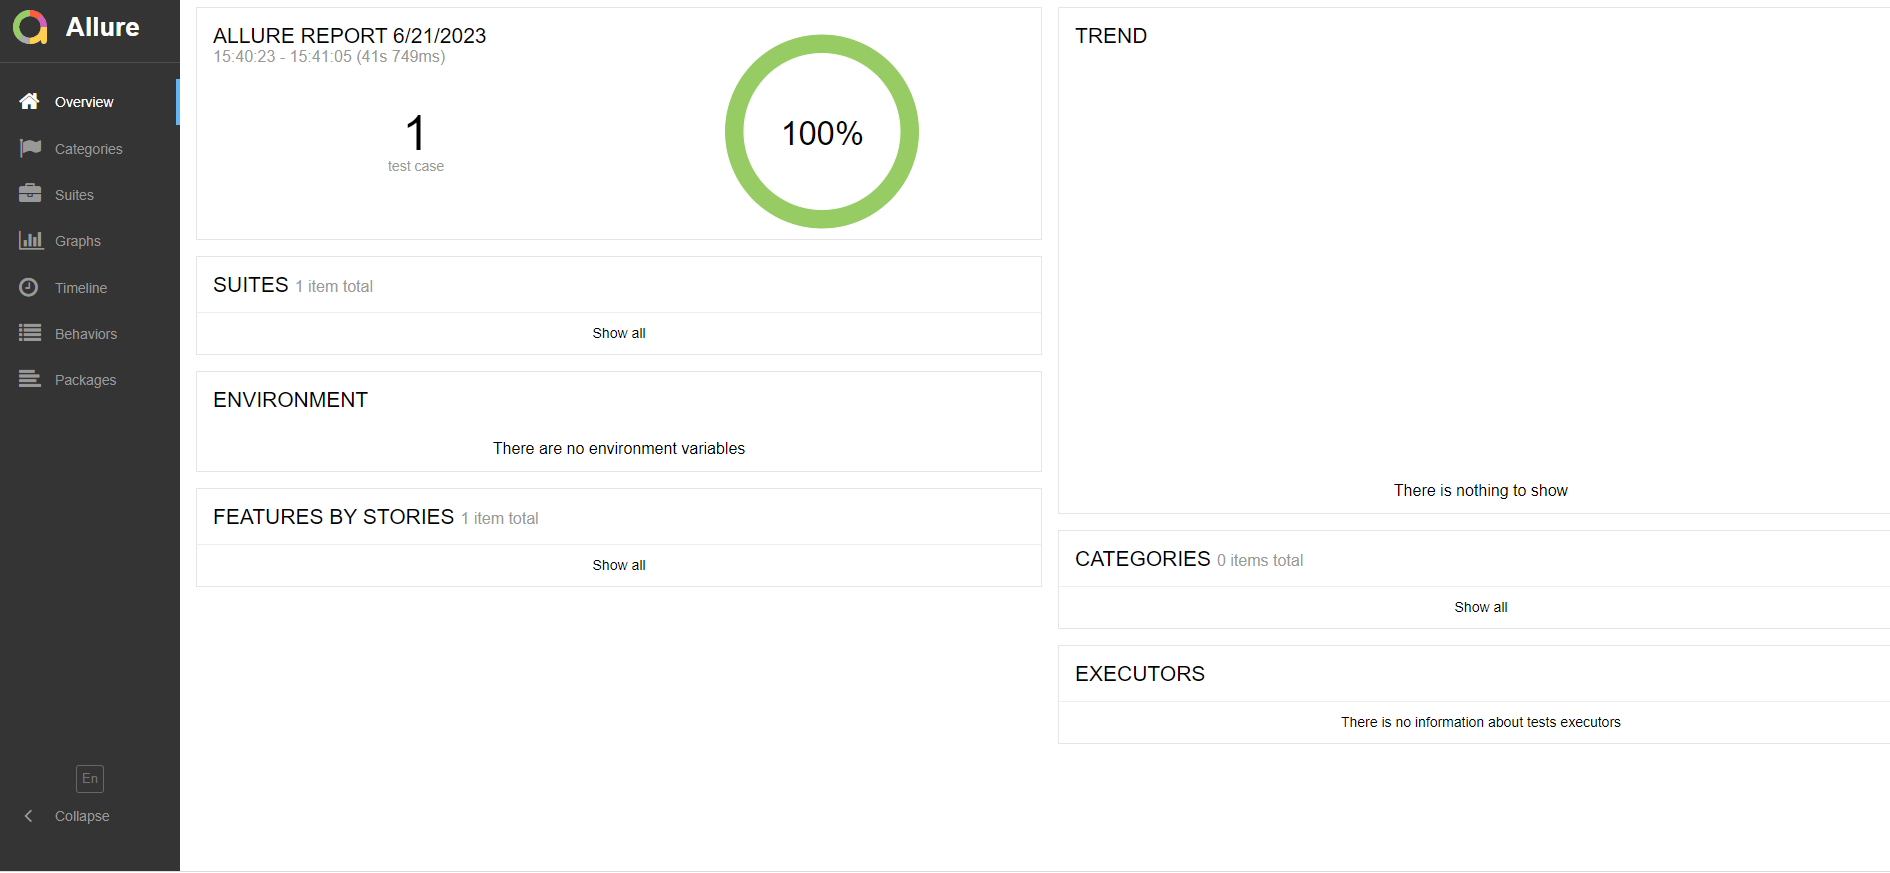 Allure
Overview
Categories
Suites
Graphs
Timeline
Behaviors
Packages
En
Collapse
ALLURE REPORT 6/21/2023
15:40:23 - 15:41:05 (41s 749ms)
1
test case
100%
SUITES 1 item total
Show all
ENVIRONMENT
There are no environment variables
FEATURES BY STORIES 1 item total
Show all
TREND
There is nothing to show
CATEGORIES 0 items total
Show all
EXECUTORS
There is no information about tests executors